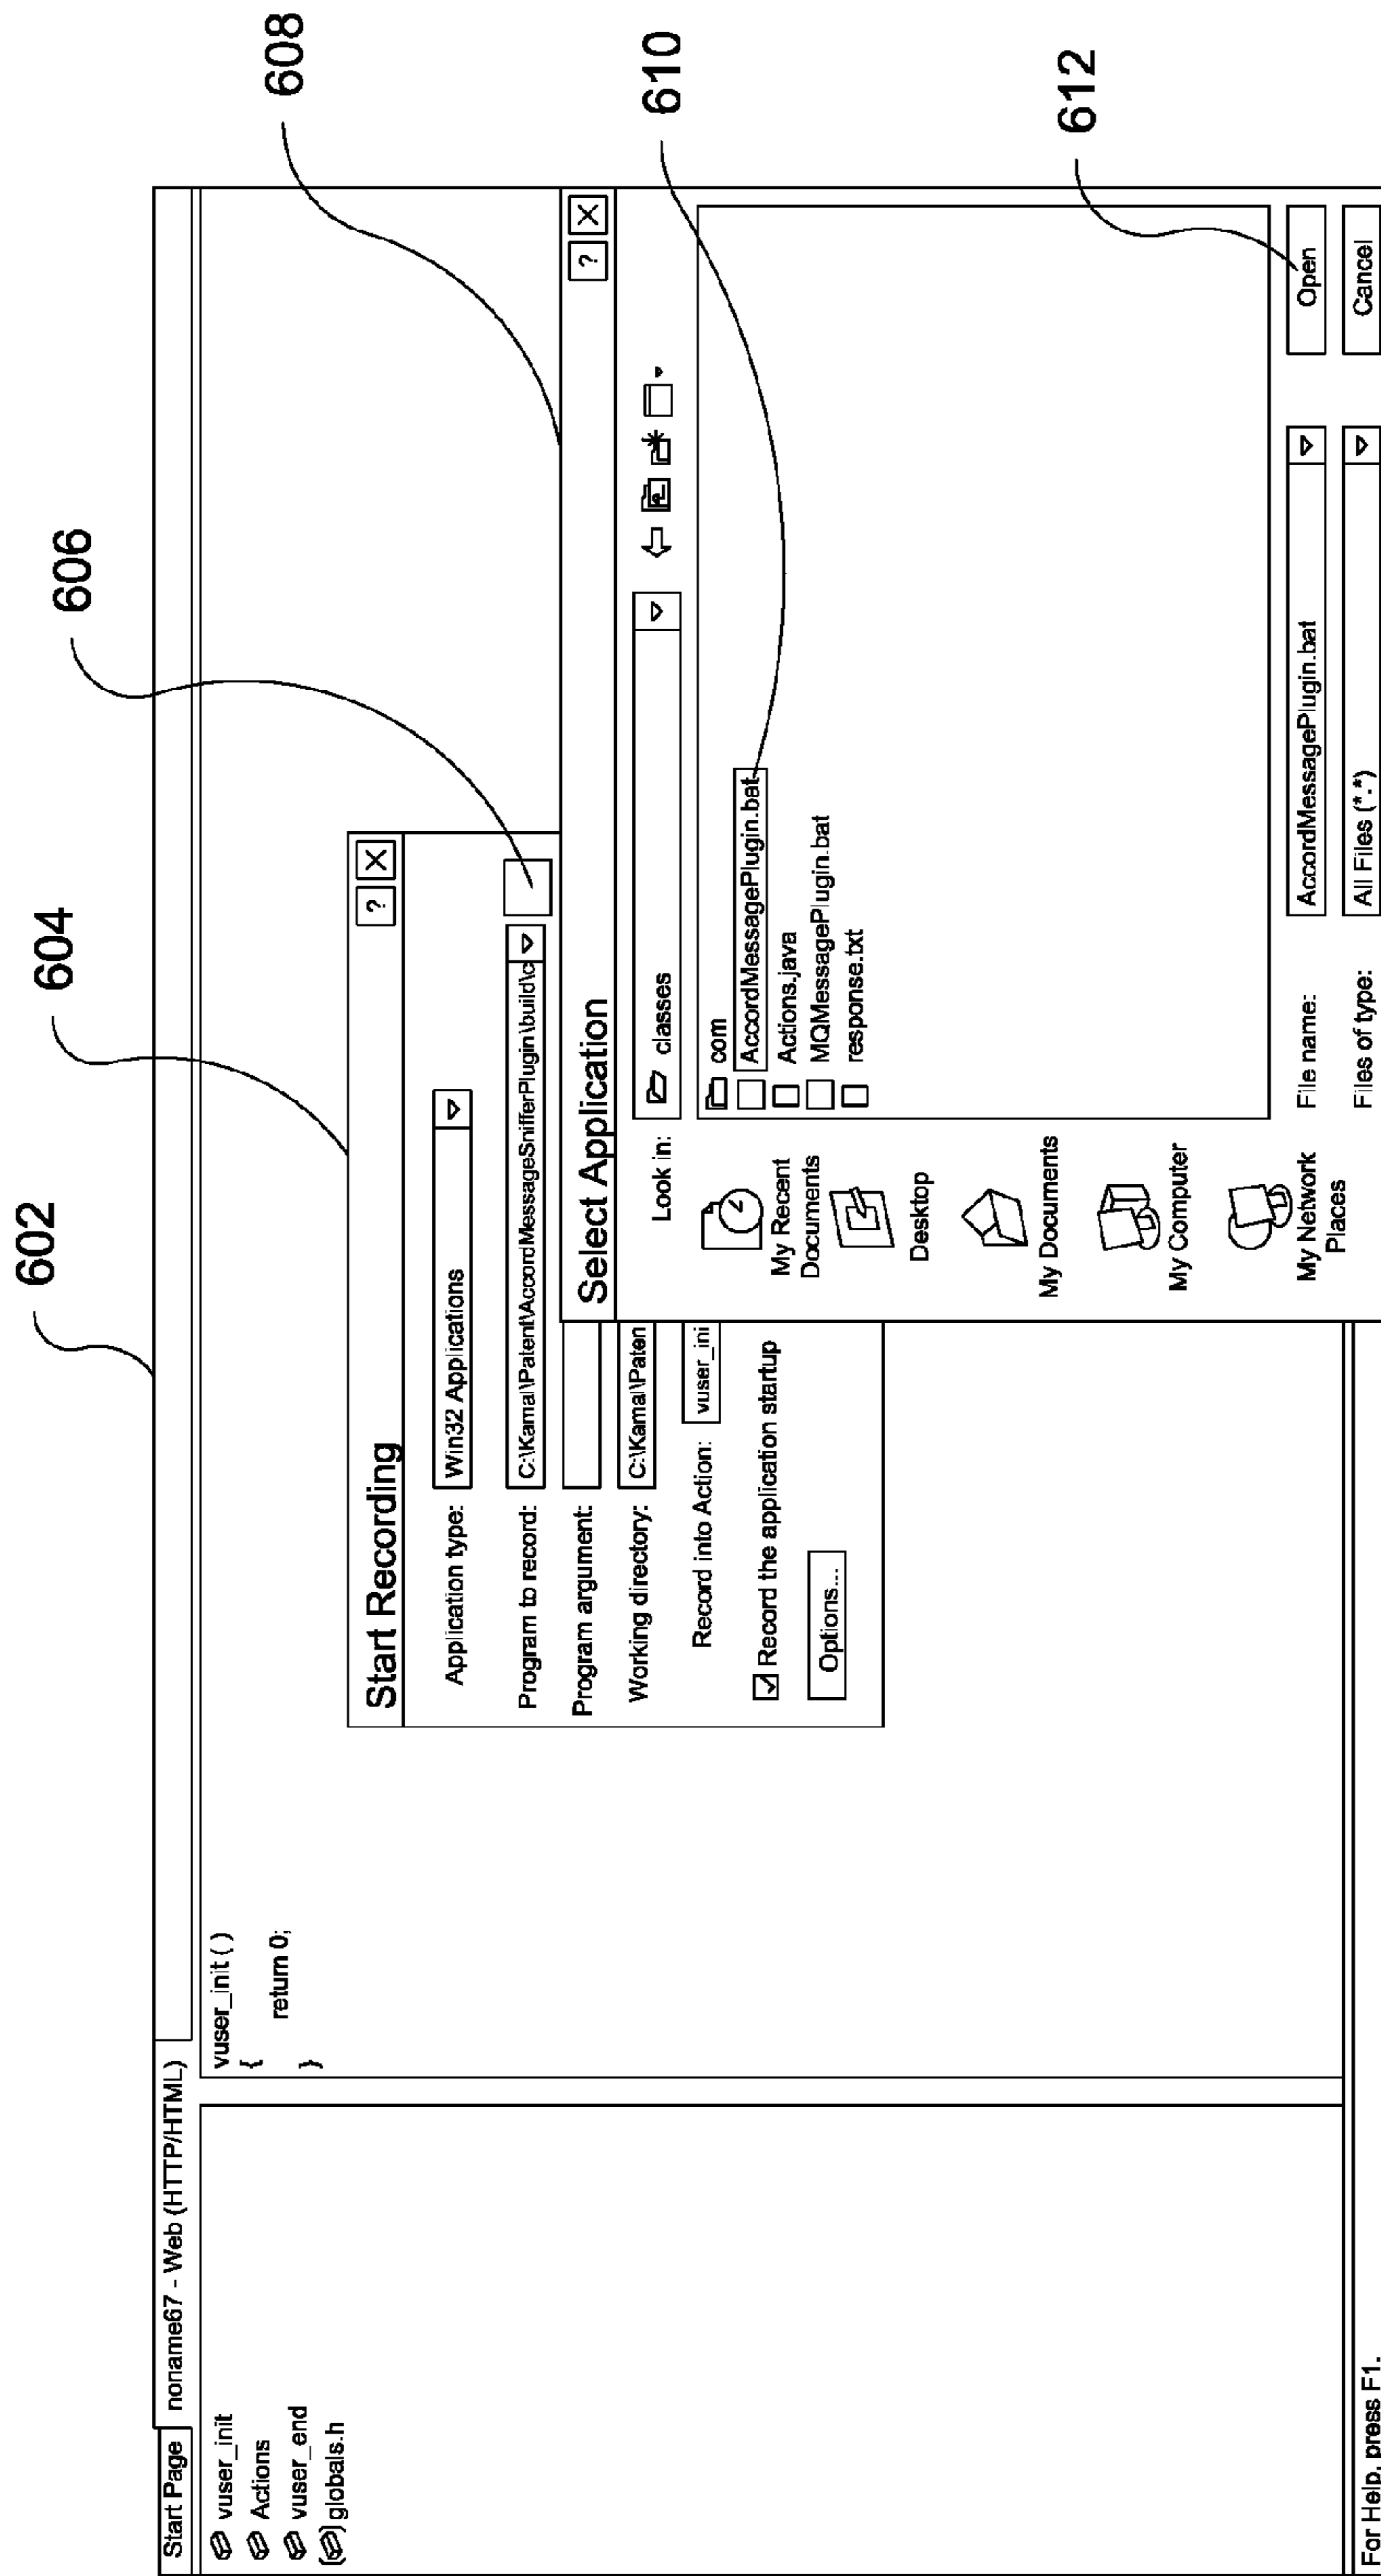 602
604
606
608
610
612
Start Page
noname67 - Web (HTTP/HTML)
vuser_init
Actions
vuser_end
globals.h
vuser_init ( )
{
return 0;
}
Start Recording
? X
Application type: Win32 Applications
Program to record: C:\Kamal\Patent\AccordMessageSnifferPlugin\build\c
Program argument:
Working directory: C:\Kamal\Paten
Record into Action: vuser_ini
Record the application startup
Options...
Select Application
? X
Look in: classes
com
AccordMessagePlugin.bat
Actions.java
MQMessagePlugin.bat
response.txt
My Recent
Documents
Desktop
My Documents
My Computer
My Network
Places
File name: AccordMessagePlugin.bat
Open
Files of type: All Files (*.*)
Cancel
For Help, press F1.